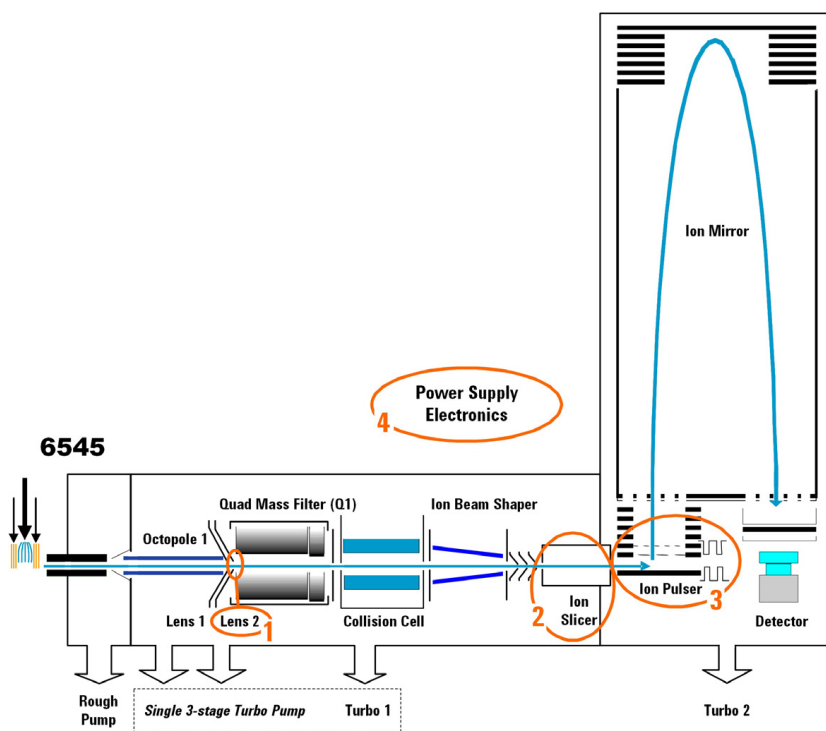 Ion Mirror
Power Supply
Electronics
4
6545
Quad Mass Filter (Q1)
Ion Beam Shaper
Octopole 1
Lens 1
Lens 2
1
Collision Cell
2
Ion
Slicer
Ion Pulser
3
Detector
Rough
Pump
Single 3-stage Turbo Pump
Turbo 1
Turbo 2